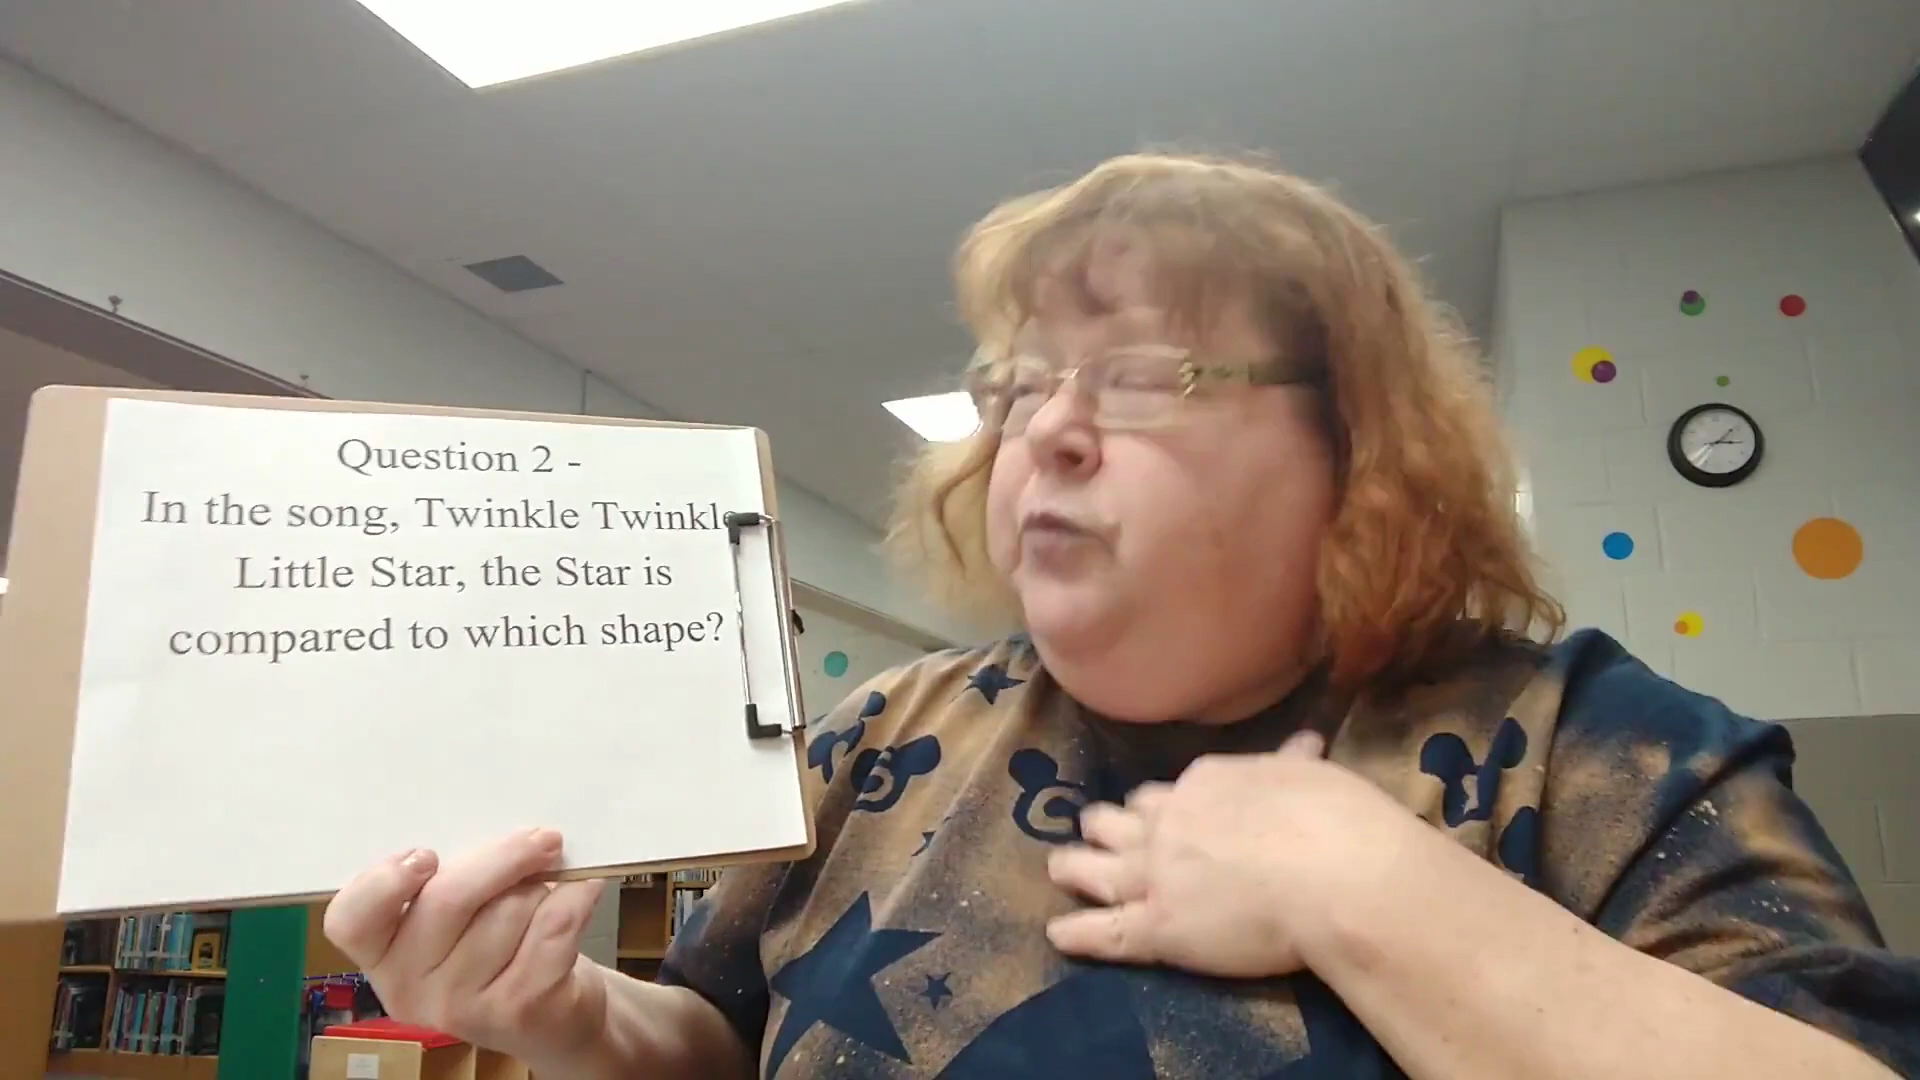 Question 2 -
In the song, Twinkle Twinkle
Little Star, the Star is
compared to which shape?